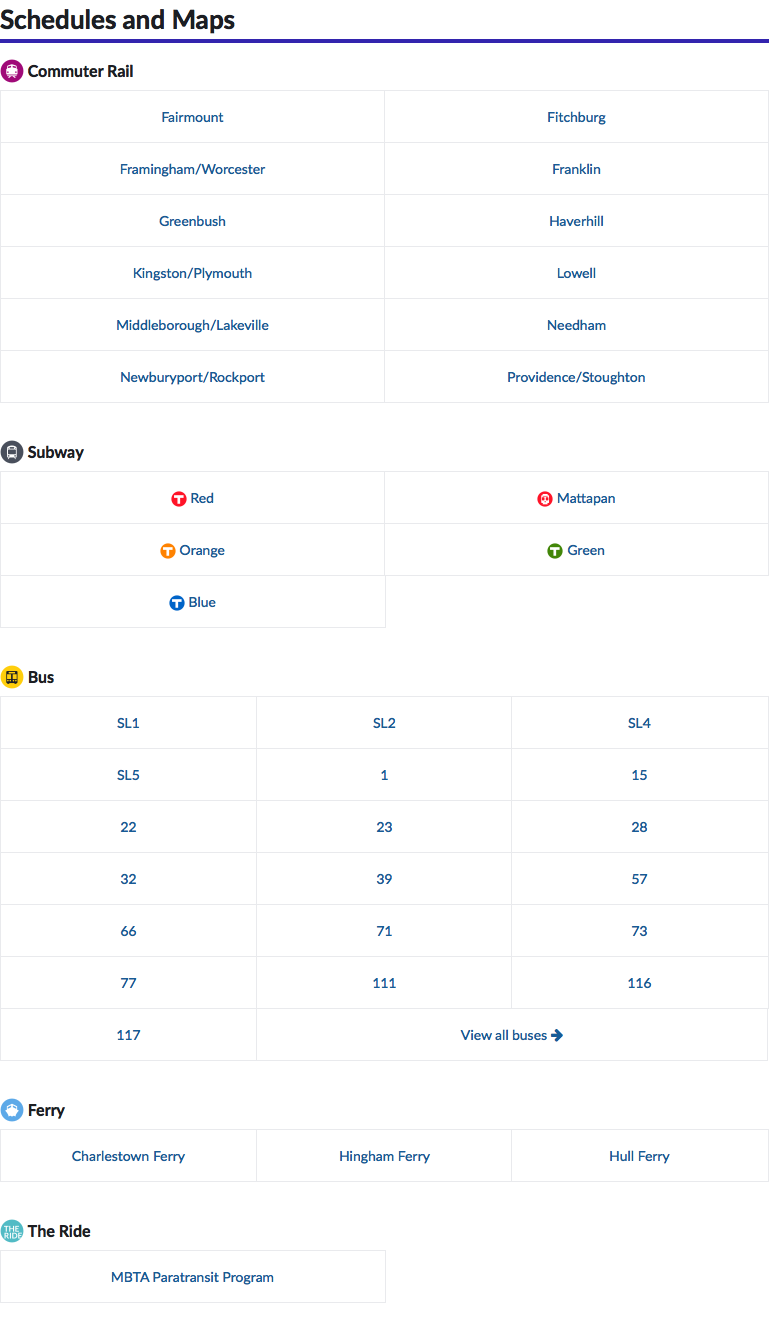 Schedules and Maps
Commuter Rail
Fairmount Fitchburg
Framingham/Worcester Franklin
Greenbush Haverhill
Kingston/Plymouth Lowell
Middleborough/Lakeville Needham
Newburyport/Rockport Providence/Stoughton
Subway
T Red Mattapan
T Orange T Green
T Blue
Bus
SL1 SL2 SL4
SL5 1 15
22 23 28
32 39 57
66 71 73
77 111 116
117 View all buses
Ferry
Charlestown Ferry Hingham Ferry Hull Ferry
THE RIDE The Ride
MBTA Paratransit Program